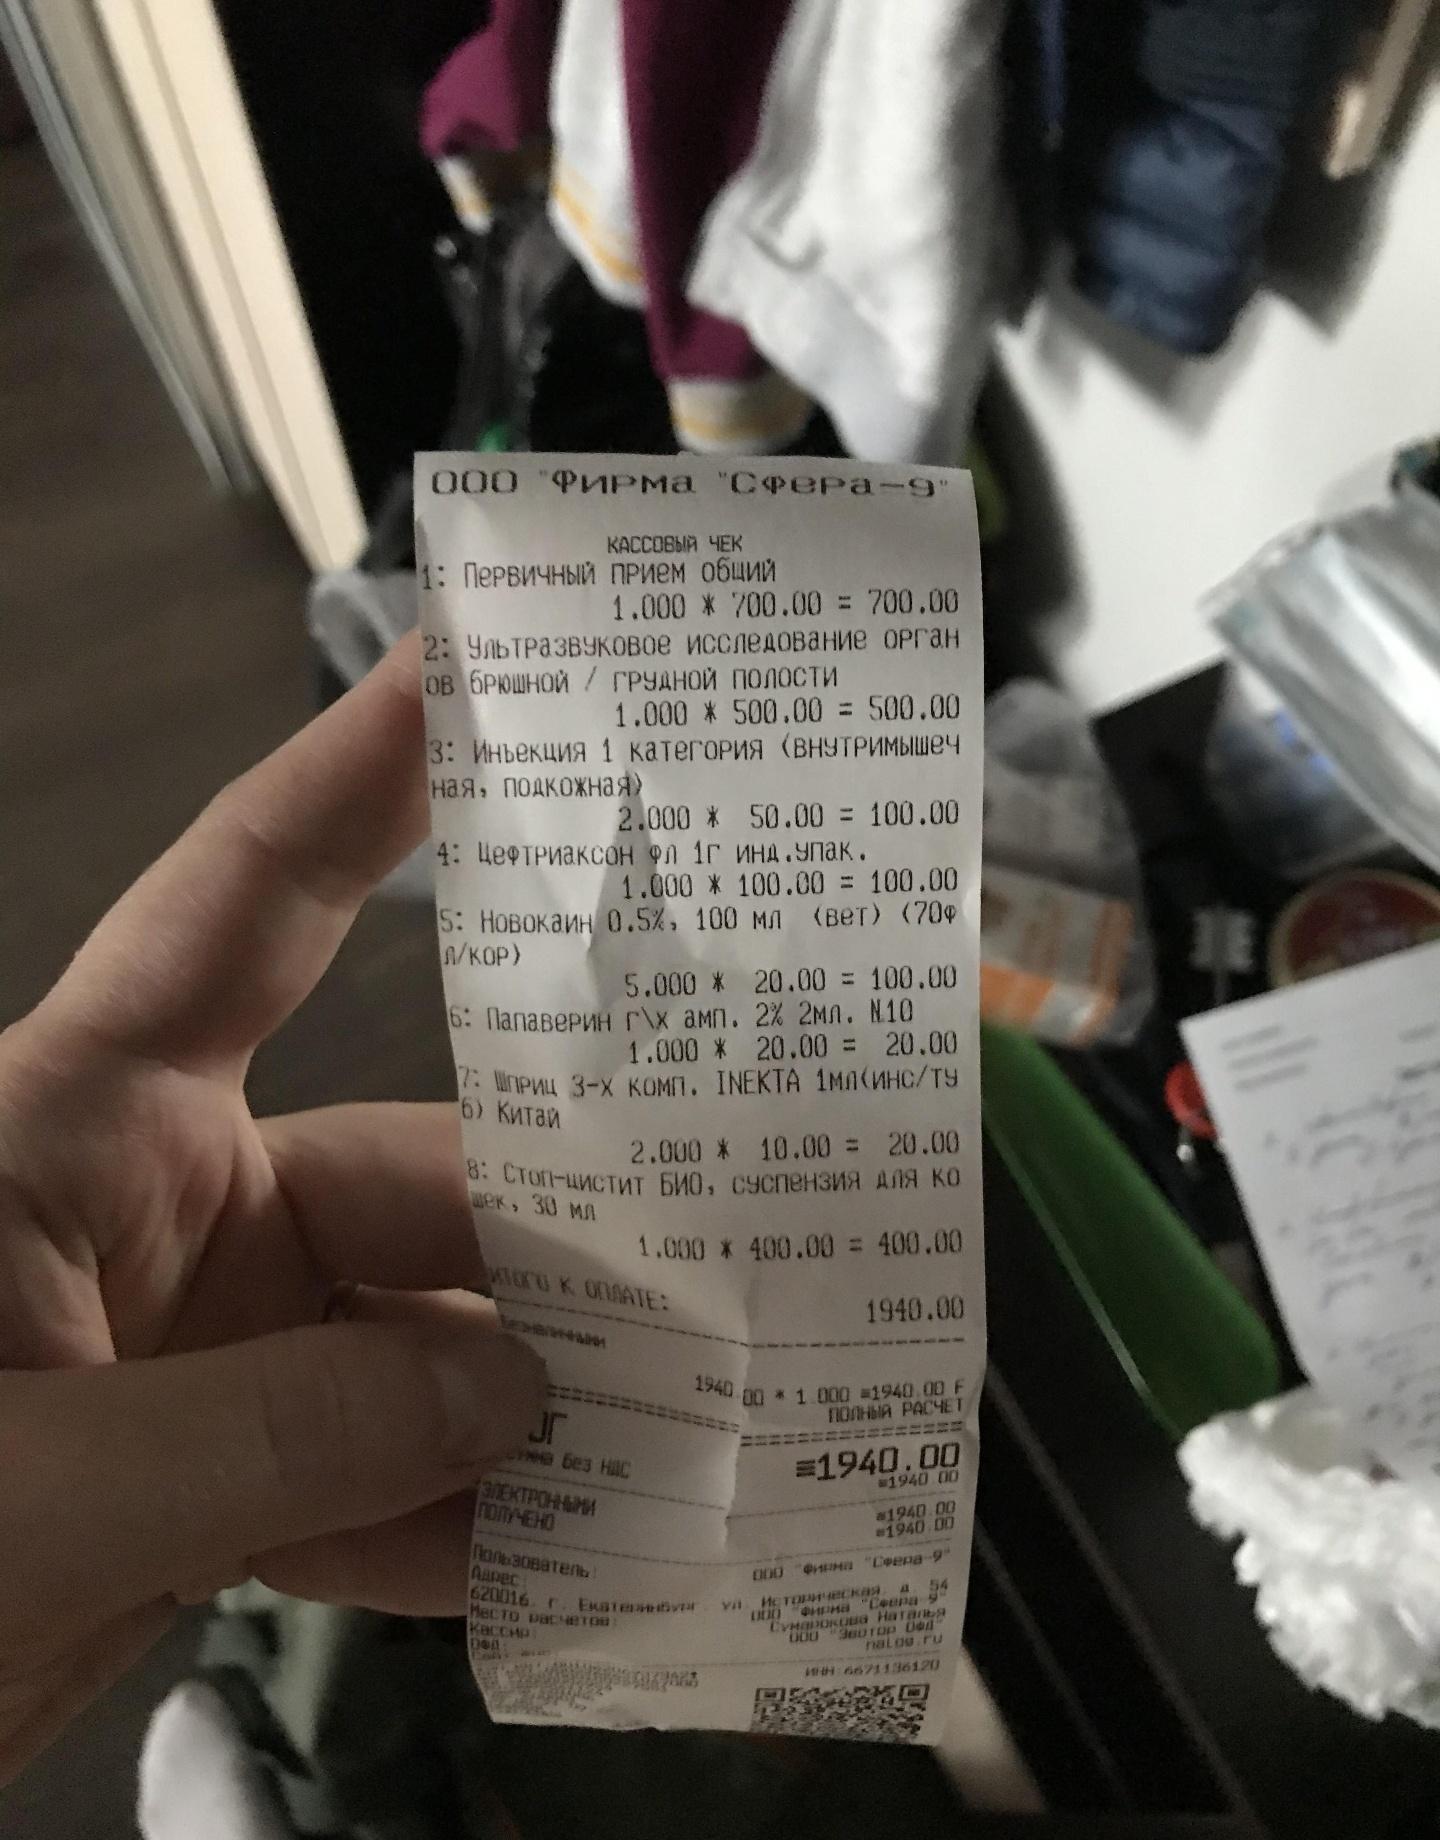 ООО "Фирма "Сфера-9"
КАССОВЫЙ ЧЕК
1: Первичный прием общий
1.000 * 700.00 = 700.00
2: Ультразвуковое исследование орган
ов брюшной / грудной полости
1.000 * 500.00 = 500.00
3: Инъекция 1 категория (внутримышеч
ная, подкожная)
2.000 * 50.00 = 100.00
4: Цефтриаксон фл 1г инд.упак.
1.000 * 100.00 = 100.00
5: Новокаин 0.5%, 100 мл (вет) (70ф
л/кор)
5.000 * 20.00 = 100.00
6: Папаверин г\х амп. 2% 2мл. N10
1.000 * 20.00 = 20.00
7: Шприц 3-х комп. INEKTA 1мл(инс/ту
б) Китай
2.000 * 10.00 = 20.00
8: Стоп-цистит БИО, суспензия для ко
шек, 30 мл
1.000 * 400.00 = 400.00
ИТОГО К ОПЛАТЕ: 1940.00
Безналичными
1940.00 * 1.000 ≡1940.00 F
ПОЛНЫЙ РАСЧЕТ
≡1940.00
без НДС ≡1940.00
ЭЛЕКТРОННЫМИ ≡1940.00
ПОЛУЧЕНО ≡1940.00
Пользователь: ООО "Фирма "Сфера-9"
Адрес:
620016, г. Екатеринбург, ул. Историческая, д. 54
Место расчетов: ООО "Фирма "Сфера-9"
Кассир: Сумарокова Наталья
ОФД: ООО "Эвотор ОФД"
nalog.ru
ИНН 6671136120